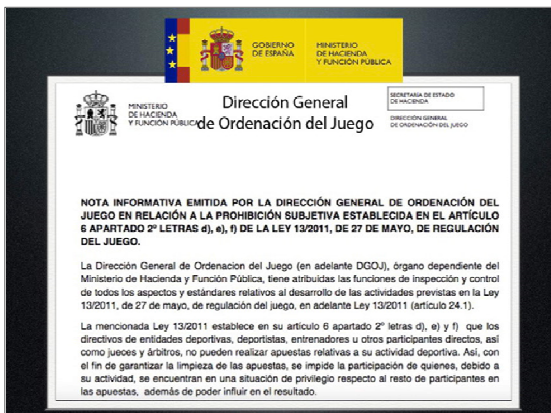 GOBIERNO
DE ESPAÑA
MINISTERIO
DE HACIENDA
Y FUNCIÓN PÚBLICA
MINISTERIO
DE HACIENDA
Y FUNCIÓN PÚBLICA
Dirección General
de Ordenación del Juego
SECRETARÍA DE ESTADO
DE HACIENDA
DIRECCIÓN GENERAL
DE ORDENACIÓN DEL JUEGO
NOTA INFORMATIVA EMITIDA POR LA DIRECCIÓN GENERAL DE ORDENACIÓN DEL
JUEGO EN RELACIÓN A LA PROHIBICIÓN SUBJETIVA ESTABLECIDA EN EL ARTÍCULO
6 APARTADO 2º LETRAS d), e), f) DE LA LEY 13/2011, DE 27 DE MAYO, DE REGULACIÓN
DEL JUEGO.
La Dirección General de Ordenacion del Juego (en adelante DGOJ), órgano dependiente del
Ministerio de Hacienda y Función Pública, tiene atribuidas las funciones de inspección y control
de todos los aspectos y estándares relativos al desarrollo de las actividades previstas en la Ley
13/2011, de 27 de mayo, de regulación del juego, en adelante Ley 13/2011 (artículo 24.1).
La mencionada Ley 13/2011 establece en su artículo 6 apartado 2º letras d), e) y f) que los
directivos de entidades deportivas, deportistas, entrenadores u otros participantes directos, así
como jueces y árbitros, no pueden realizar apuestas relativas a su actividad deportiva. Así, con
el fin de garantizar la limpieza de las apuestas, se impide la participación de quienes, debido a
su actividad, se encuentran en una situación de privilegio respecto al resto de participantes en
las apuestas, además de poder influir en el resultado.